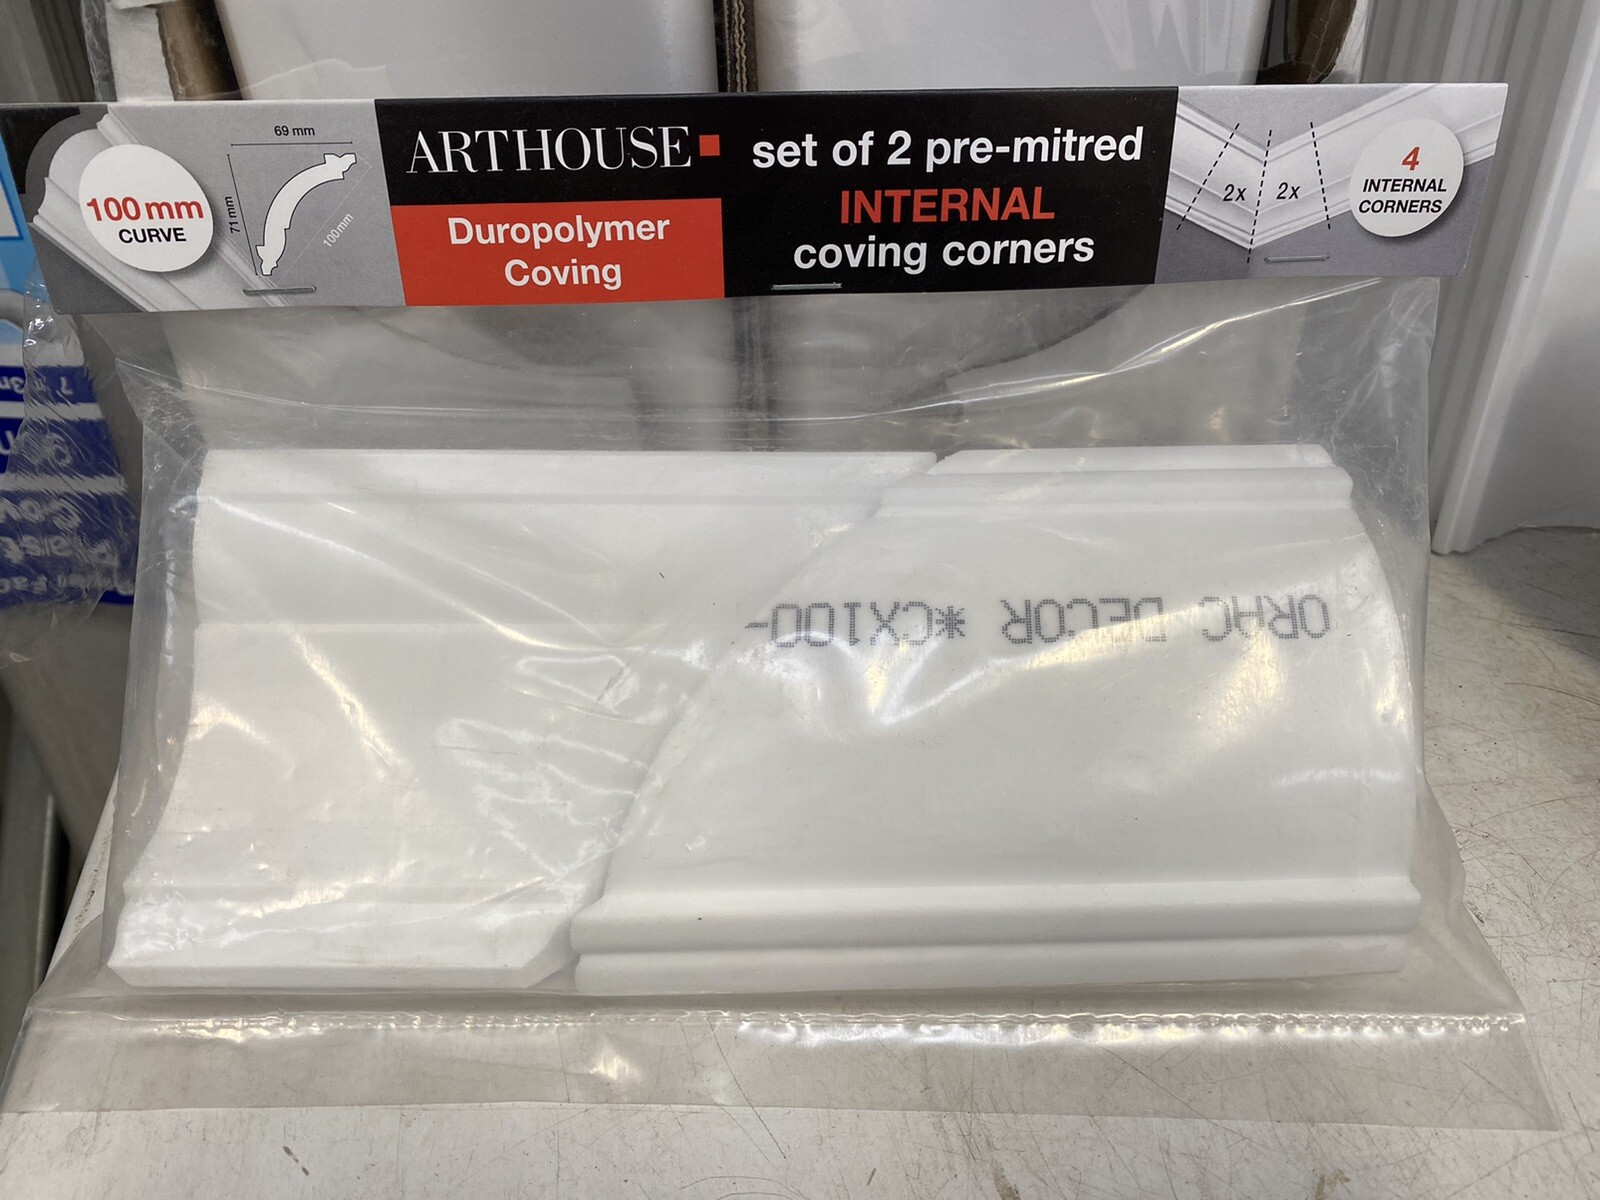 100 mm
CURVE
69 mm
71 mm
100mm
ARTHOUSE
Duropolymer
Coving
set of 2 pre-mitred
INTERNAL
coving corners
2x
2x
4
INTERNAL
CORNERS
ORAC DECOR *CX100-